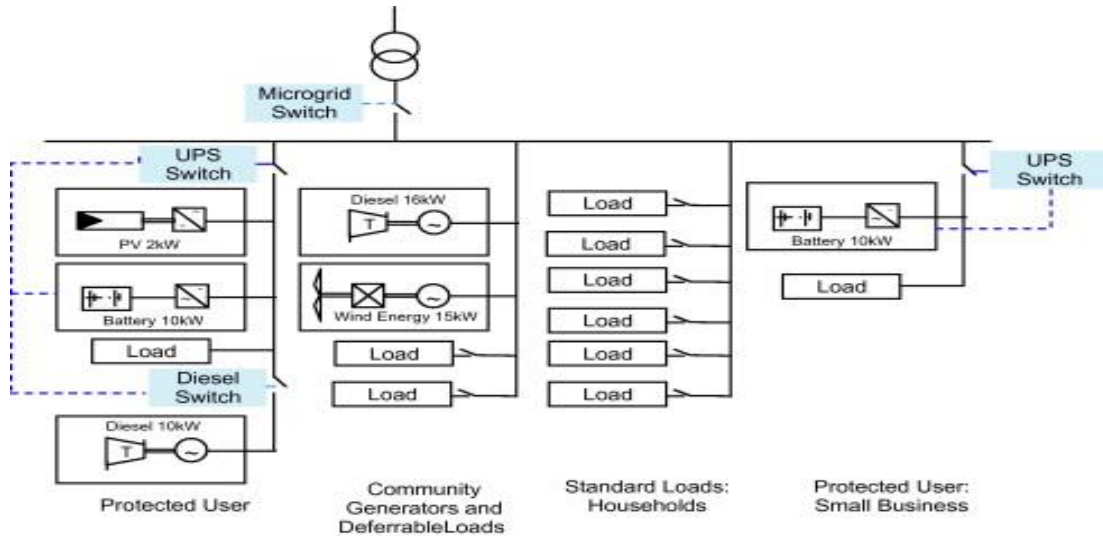 Microgrid
Switch
UPS
Switch
PV 2kW
Battery 10kW
Load
Diesel
Switch
Diesel 10kW
T
~
Protected User
Diesel 16kW
T
~
~
Wind Energy 15kW
Load
Load
Community
Generators and
DeferrableLoads
Load
Load
Load
Load
Load
Load
Standard Loads:
Households
UPS
Switch
Battery 10kW
Load
Protected User:
Small Business